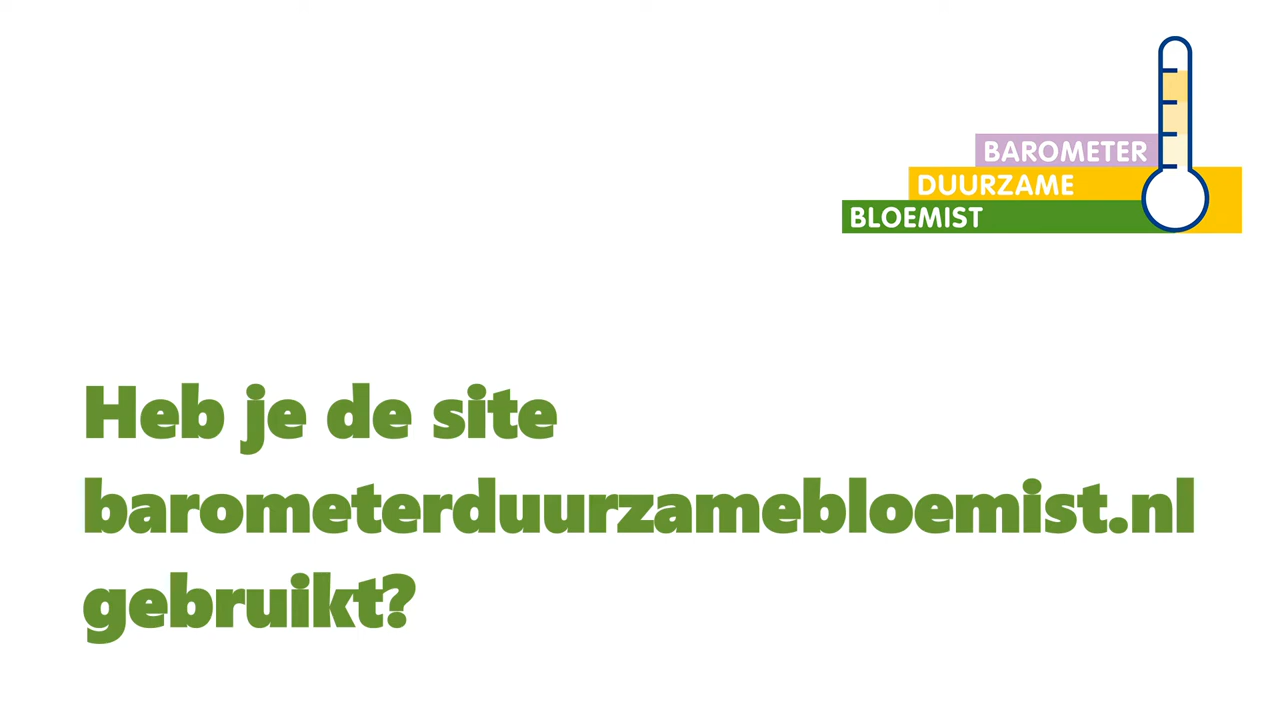 BAROMETER
DUURZAME
BLOEMIST
Heb je de site
barometerduurzamebloemist.nl
gebruikt?